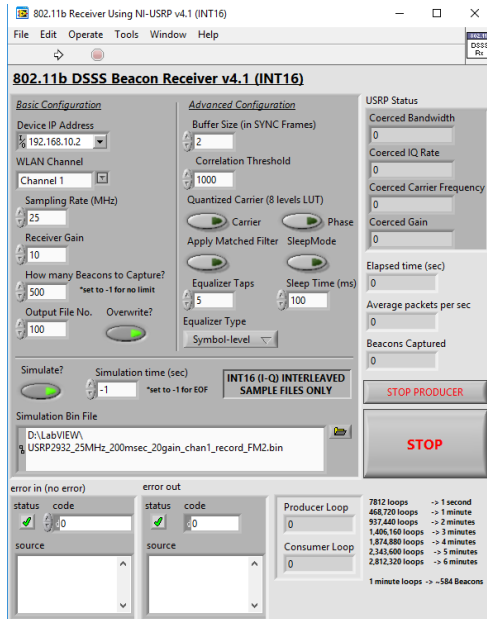 802.11b Receiver Using NI-USRP v4.1 (INT16)
File Edit Operate Tools Window Help
802.11
DSSS
Rx
802.11b DSSS Beacon Receiver v4.1 (INT16)
Basic Configuration
Device IP Address
192.168.10.2
WLAN Channel
Channel 1
Sampling Rate (MHz)
25
Receiver Gain
10
How many Beacons to Capture?
500 *set to -1 for no limit
Output File No. Overwrite?
100
Advanced Configuration
Buffer Size (in SYNC Frames)
2
Correlation Threshold
1000
Quantized Carrier (8 levels LUT)
Carrier Phase
Apply Matched Filter SleepMode
Equalizer Taps Sleep Time (ms)
5 100
Equalizer Type
Symbol-level
USRP Status
Coerced Bandwidth
0
Coerced IQ Rate
0
Coerced Carrier Frequency
0
Coerced Gain
0
Elapsed time (sec)
0
Average packets per sec
0
Beacons Captured
0
Simulate? Simulation time (sec)
-1 *set to -1 for EOF
INT16 (I-Q) INTERLEAVED
SAMPLE FILES ONLY
STOP PRODUCER
Simulation Bin File
D:\LabVIEW\
USRP2932_25MHz_200msec_20gain_chan1_record_FM2.bin
STOP
error in (no error)
status code
0
source
error out
status code
0
source
Producer Loop
0
Consumer Loop
0
7812 loops -> 1 second
468,720 loops -> 1 minute
937,440 loops -> 2 minutes
1,406,160 loops -> 3 minutes
1,874,880 loops -> 4 minutes
2,343,600 loops -> 5 minutes
2,812,320 loops -> 6 minutes
1 minute loops -> ~584 Beacons